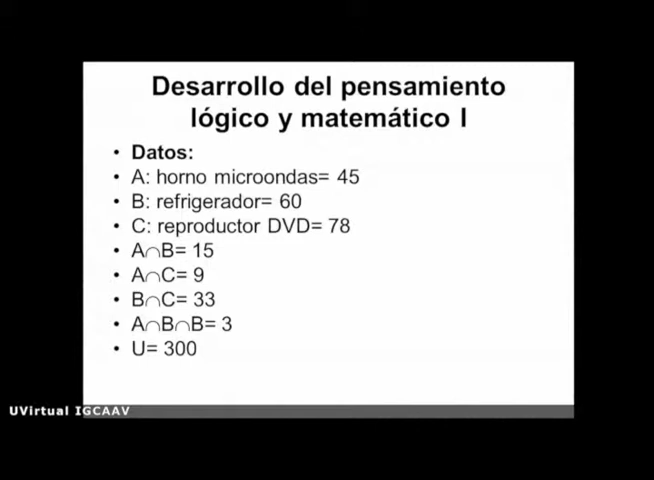 Desarrollo del pensamiento
lógico y matemático I
• Datos:
• A: horno microondas= 45
• B: refrigerador= 60
• C: reproductor DVD= 78
• A∩B= 15
• A∩C= 9
• B∩C= 33
• A∩B∩B= 3
• U= 300
UVirtual IGCAAV